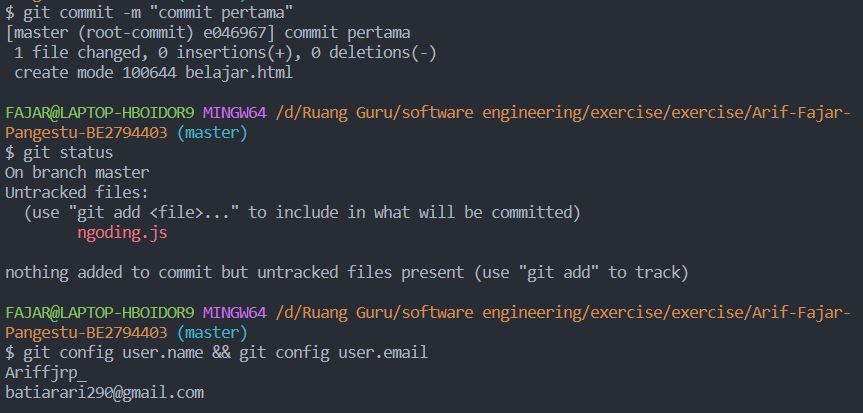 $ git commit -m "commit pertama"
[master (root-commit) e046967] commit pertama
 1 file changed, 0 insertions(+), 0 deletions(-)
 create mode 100644 belajar.html

FAJAR@LAPTOP-HBOIDOR9 MINGW64 /d/Ruang Guru/software engineering/exercise/exercise/Arif-Fajar-
Pangestu-BE2794403 (master)
$ git status
On branch master
Untracked files:
  (use "git add <file>..." to include in what will be committed)
        ngoding.js

nothing added to commit but untracked files present (use "git add" to track)

FAJAR@LAPTOP-HBOIDOR9 MINGW64 /d/Ruang Guru/software engineering/exercise/exercise/Arif-Fajar-
Pangestu-BE2794403 (master)
$ git config user.name && git config user.email
Ariffjrp_
batiarari290@gmail.com